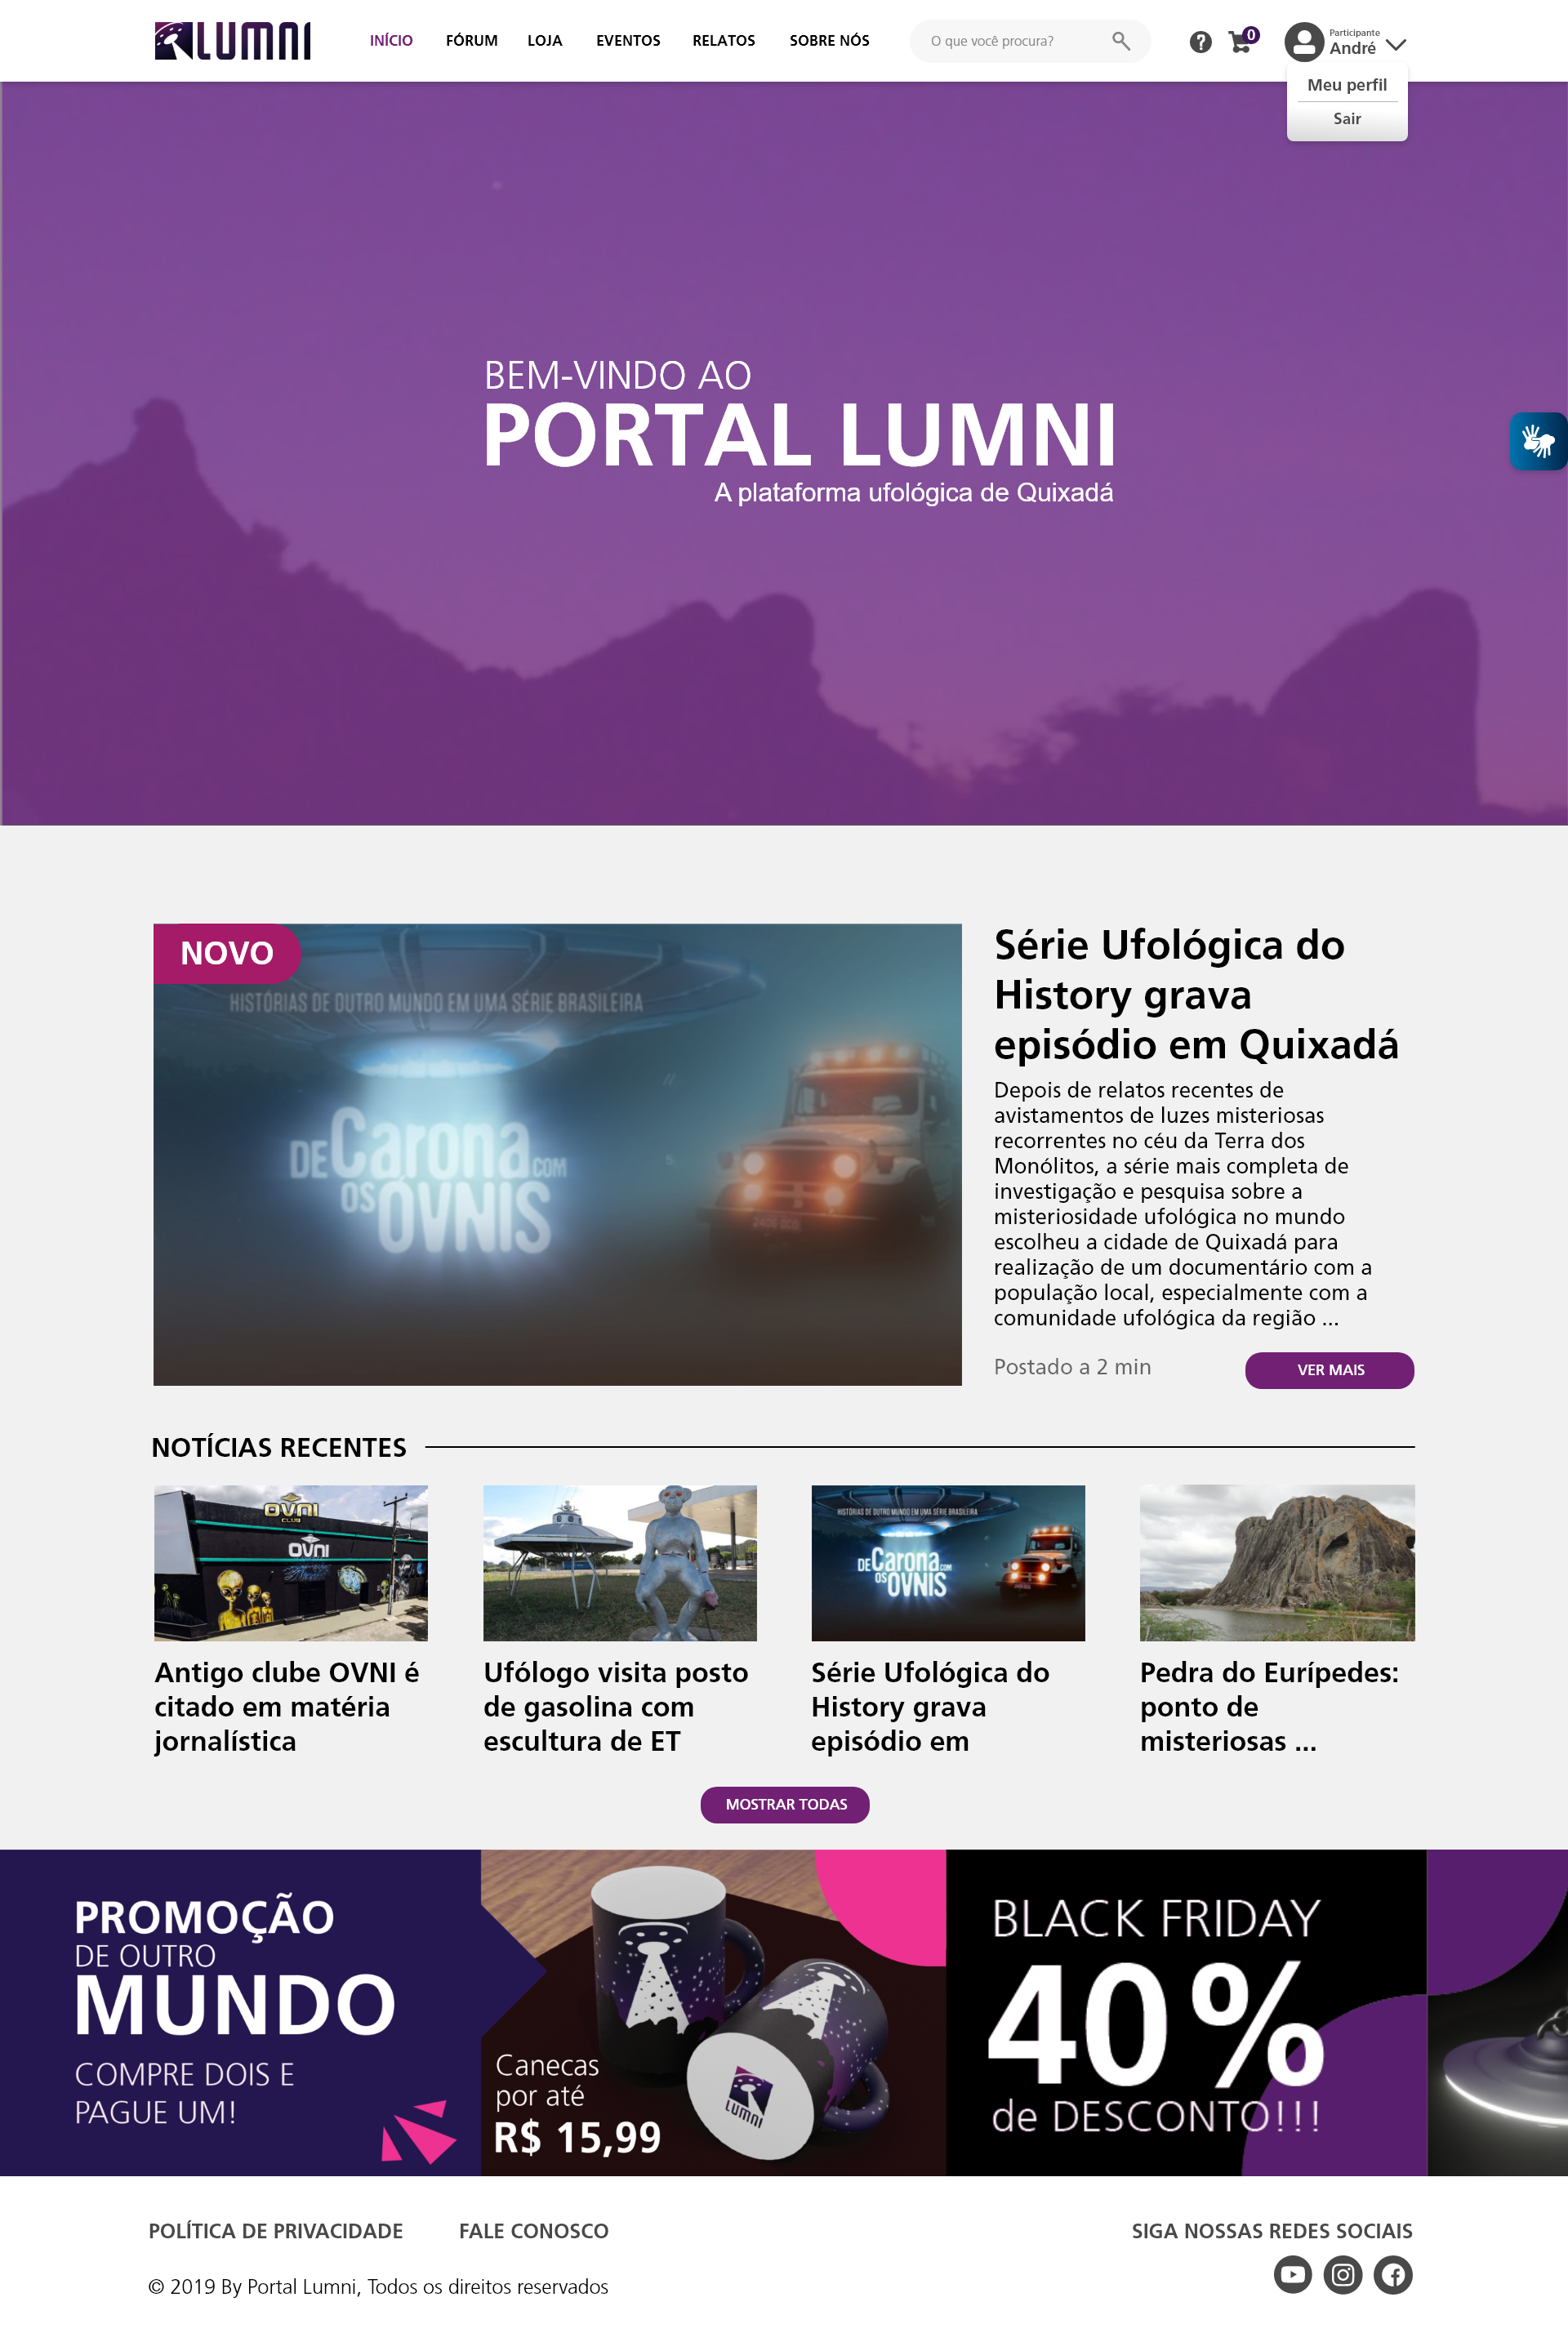 LUMNI
INÍCIO
FÓRUM
LOJA
EVENTOS
RELATOS
SOBRE NÓS
O que você procura?
?
0
Participante
André
Meu perfil
Sair
BEM-VINDO AO
PORTAL LUMNI
A plataforma ufológica de Quixadá
NOVO
HISTÓRIAS DE OUTRO MUNDO EM UMA SÉRIE BRASILEIRA
DE Carona COM
OS OVNIS
Série Ufológica do
History grava
episódio em Quixadá
Depois de relatos recentes de
avistamentos de luzes misteriosas
recorrentes no céu da Terra dos
Monólitos, a série mais completa de
investigação e pesquisa sobre a
misteriosidade ufológica no mundo
escolheu a cidade de Quixadá para
realização de um documentário com a
população local, especialmente com a
comunidade ufológica da região ...
Postado a 2 min
VER MAIS
NOTÍCIAS RECENTES
OVNI
CLUB
OVNI
HISTÓRIAS DE OUTRO MUNDO EM UMA SÉRIE BRASILEIRA
DE Carona COM
OS OVNIS
Antigo clube OVNI é
citado em matéria
jornalística
Ufólogo visita posto
de gasolina com
escultura de ET
Série Ufológica do
History grava
episódio em
Pedra do Eurípedes:
ponto de
misteriosas ...
MOSTRAR TODAS
PROMOÇÃO
DE OUTRO
MUNDO
COMPRE DOIS E
PAGUE UM!
Canecas
por até
R$ 15,99
LUMNI
BLACK FRIDAY
40%
de DESCONTO!!!
POLÍTICA DE PRIVACIDADE
FALE CONOSCO
SIGA NOSSAS REDES SOCIAIS
© 2019 By Portal Lumni, Todos os direitos reservados